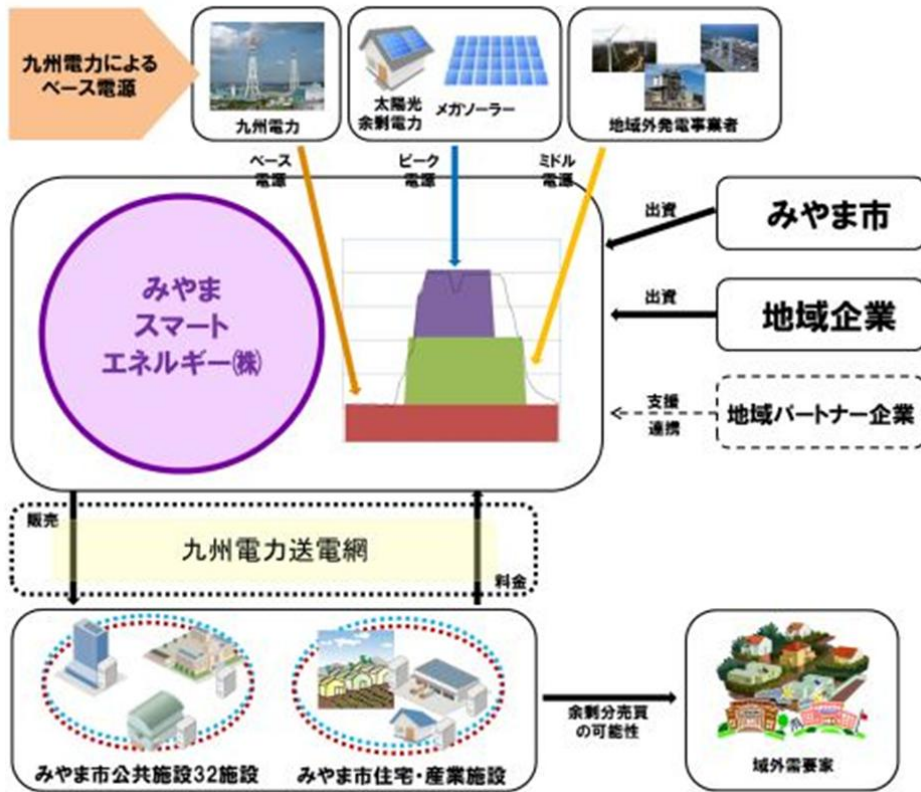 九州電力による
ベース電源
九州電力
太陽光
余剰電力
メガソーラー
地域外発電事業者
ベース
電源
ピーク
電源
ミドル
電源
みやま
スマート
エネルギー㈱
出資
みやま市
出資
地域企業
支援
連携
地域パートナー企業
販売
九州電力送電網
料金
みやま市公共施設32施設
みやま市住宅・産業施設
余剰分売買
の可能性
域外需要家